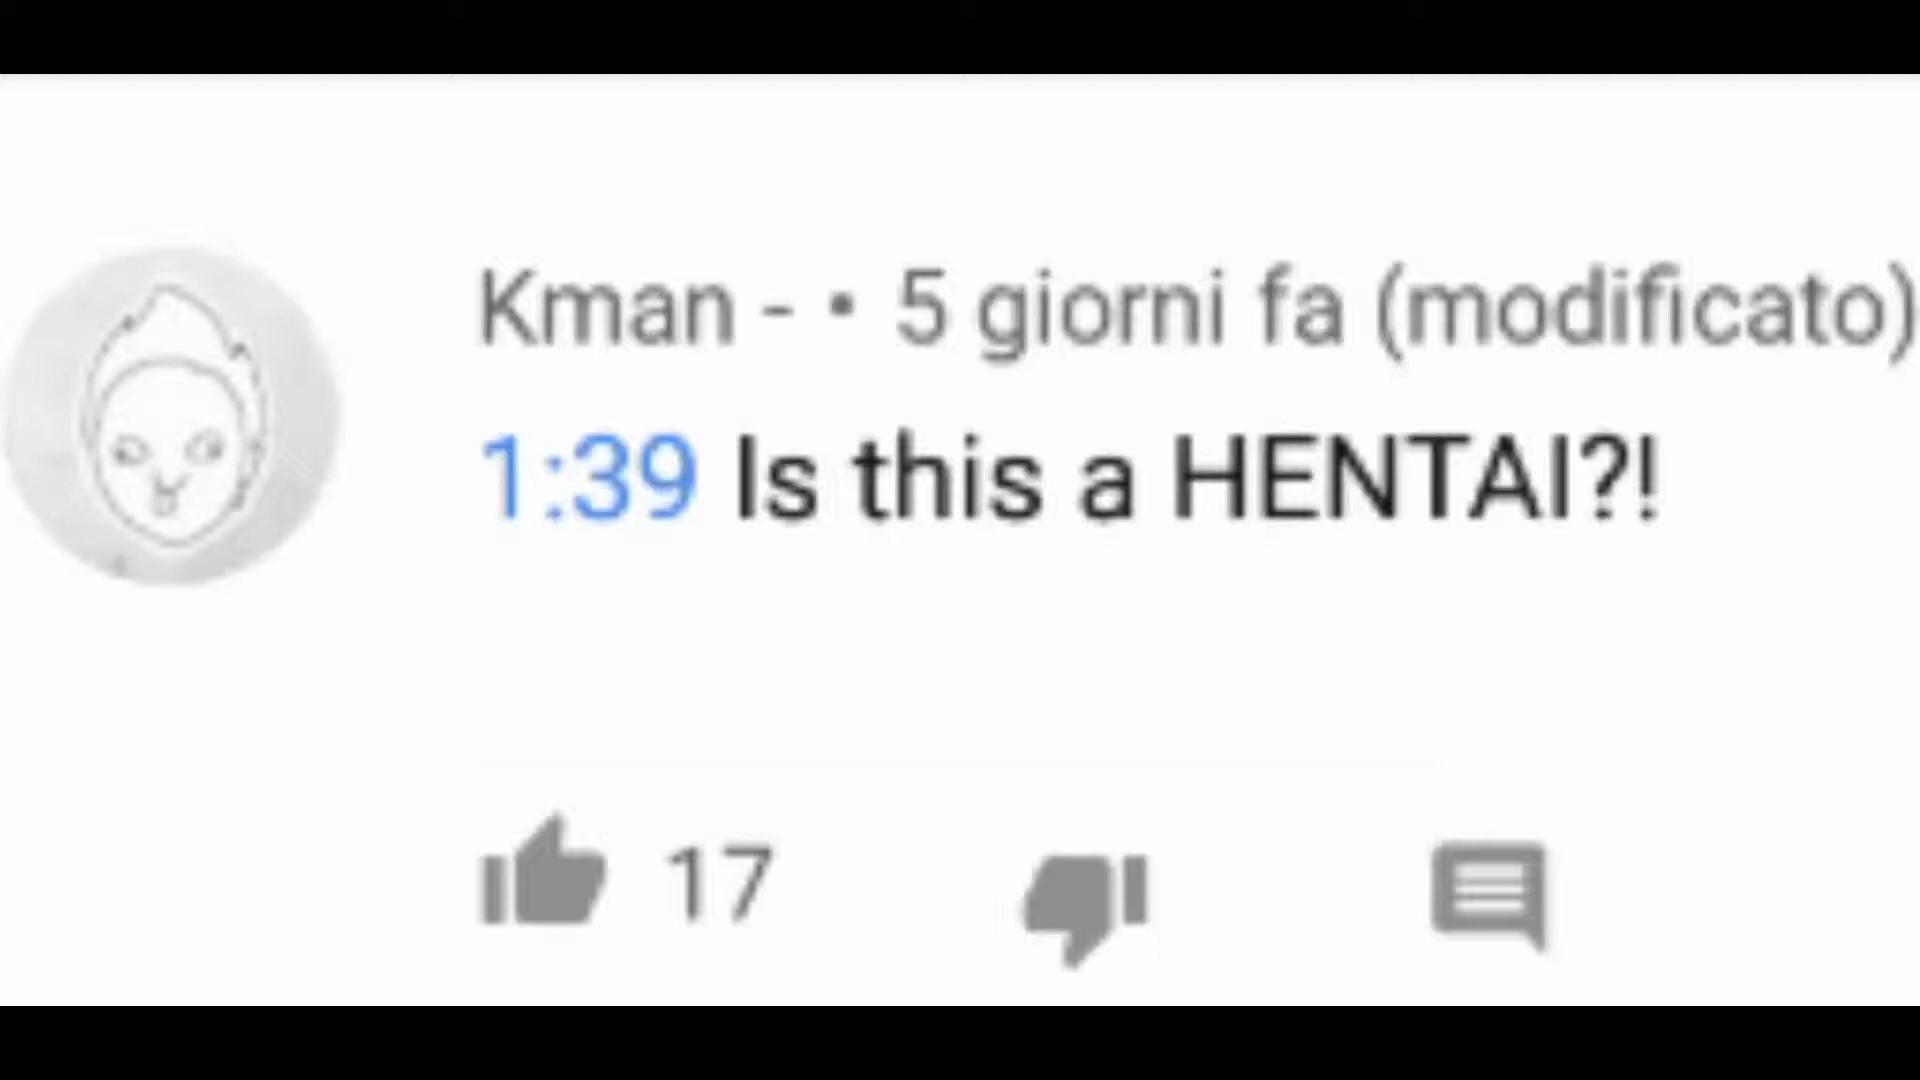 Kman - • 5 giorni fa (modificato)
1:39 Is this a HENTAI?!
17